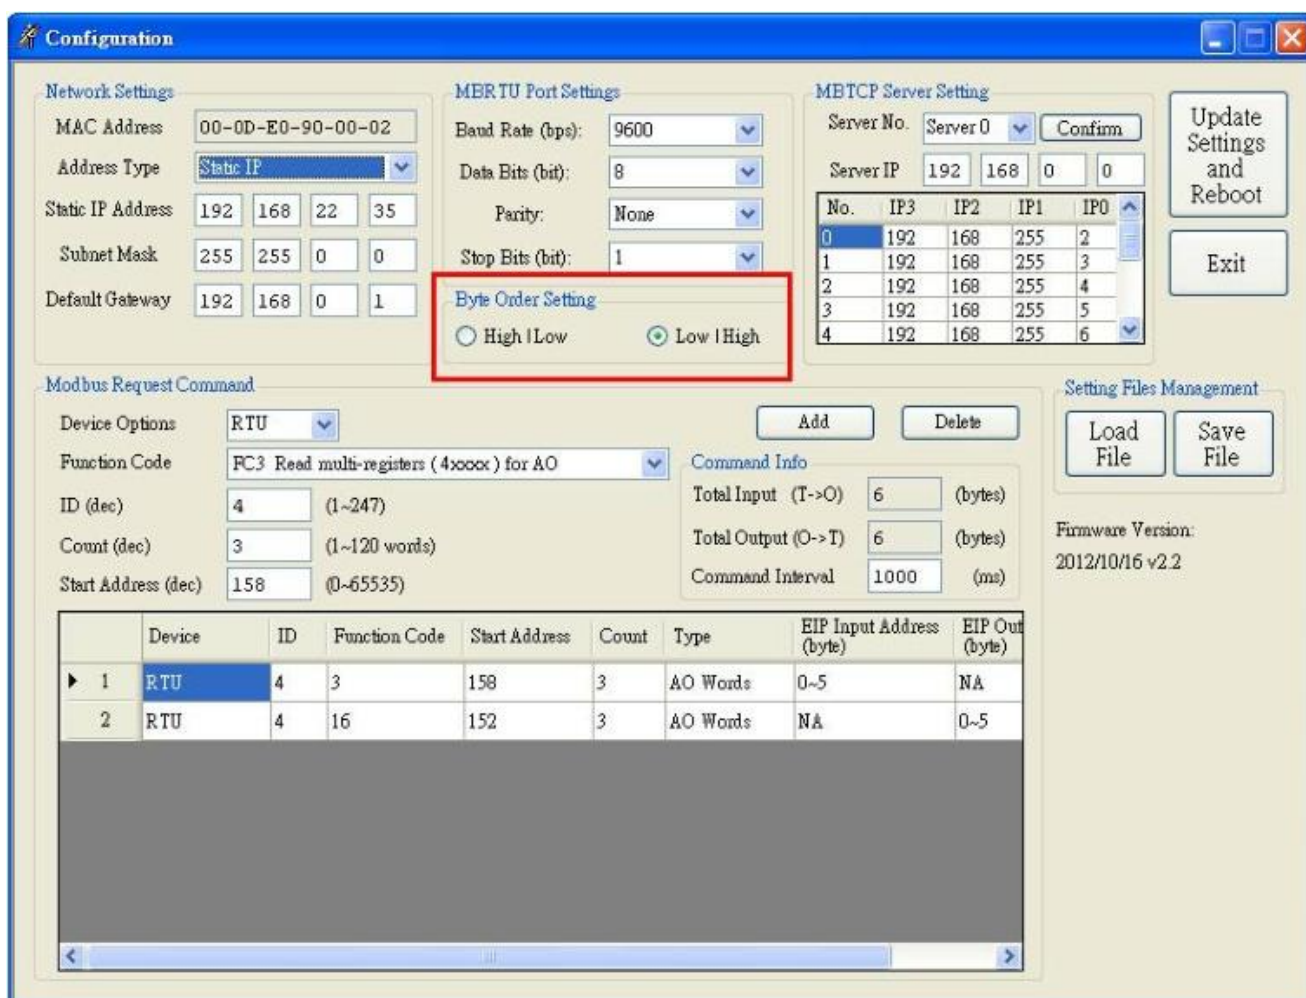 Configuration
Network Settings
MAC Address 00-0D-E0-90-00-02
Address Type Static IP
Static IP Address 192 168 22 35
Subnet Mask 255 255 0 0
Default Gateway 192 168 0 1
MBRTU Port Settings
Baud Rate (bps): 9600
Data Bits (bit): 8
Parity: None
Stop Bits (bit): 1
Byte Order Setting
High | Low Low | High
MBTCP Server Setting
Server No. Server 0 Confirm
Server IP 192 168 0 0
No. IP3 IP2 IP1 IP0
0 192 168 255 2
1 192 168 255 3
2 192 168 255 4
3 192 168 255 5
4 192 168 255 6
Update
Settings
and
Reboot
Exit
Modbus Request Command
Device Options RTU
Add Delete
Function Code FC3 Read multi-registers ( 4xxxx ) for AO
ID (dec) 4 (1~247)
Count (dec) 3 (1~120 words)
Start Address (dec) 158 (0~65535)
Command Info
Total Input (T->O) 6 (bytes)
Total Output (O->T) 6 (bytes)
Command Interval 1000 (ms)
Setting Files Management
Load
File
Save
File
Firmware Version:
2012/10/16 v2.2
Device ID Function Code Start Address Count Type EIP Input Address (byte) EIP Out (byte)
1 RTU 4 3 158 3 AO Words 0~5 NA
2 RTU 4 16 152 3 AO Words NA 0~5